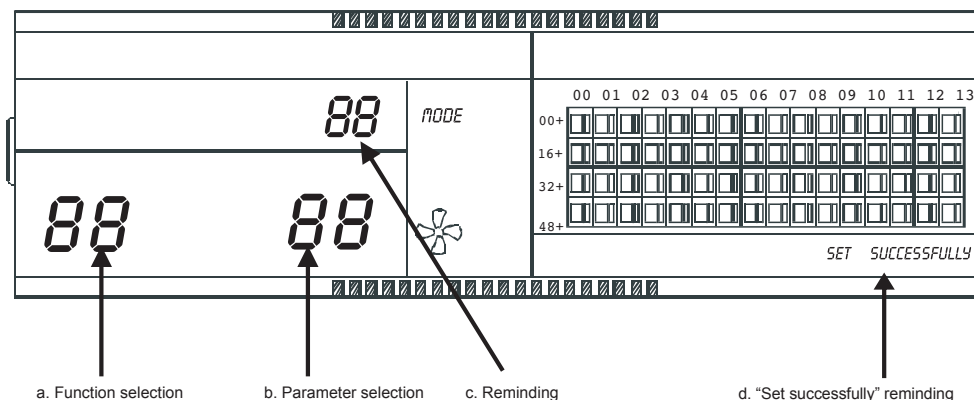 00 01 02 03 04 05 06 07 08 09 10 11 12 13
88 MODE
00+
16+
32+
48+
88 88
SET SUCCESSFULLY
a. Function selection b. Parameter selection c. Reminding d. “Set successfully” reminding